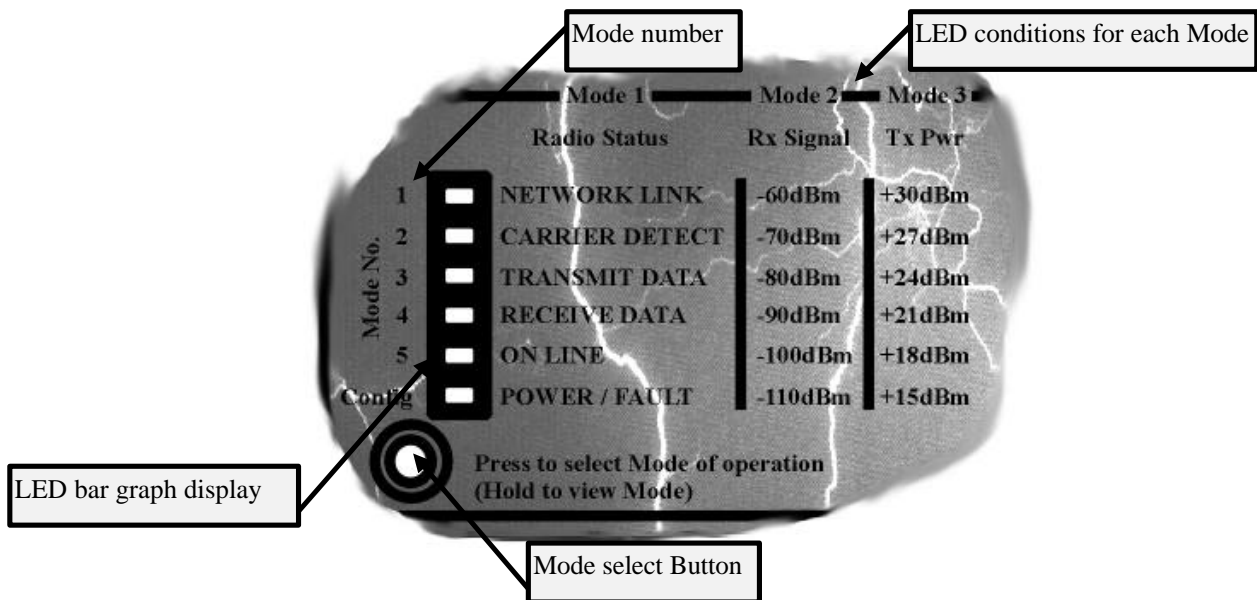 Mode number
LED conditions for each Mode
Mode 1 Mode 2 Mode 3
Radio Status Rx Signal Tx Pwr
1 NETWORK LINK -60dBm +30dBm
2 CARRIER DETECT -70dBm +27dBm
3 TRANSMIT DATA -80dBm +24dBm
4 RECEIVE DATA -90dBm +21dBm
5 ON LINE -100dBm +18dBm
Config POWER / FAULT -110dBm +15dBm
Mode No.
Press to select Mode of operation
(Hold to view Mode)
LED bar graph display
Mode select Button